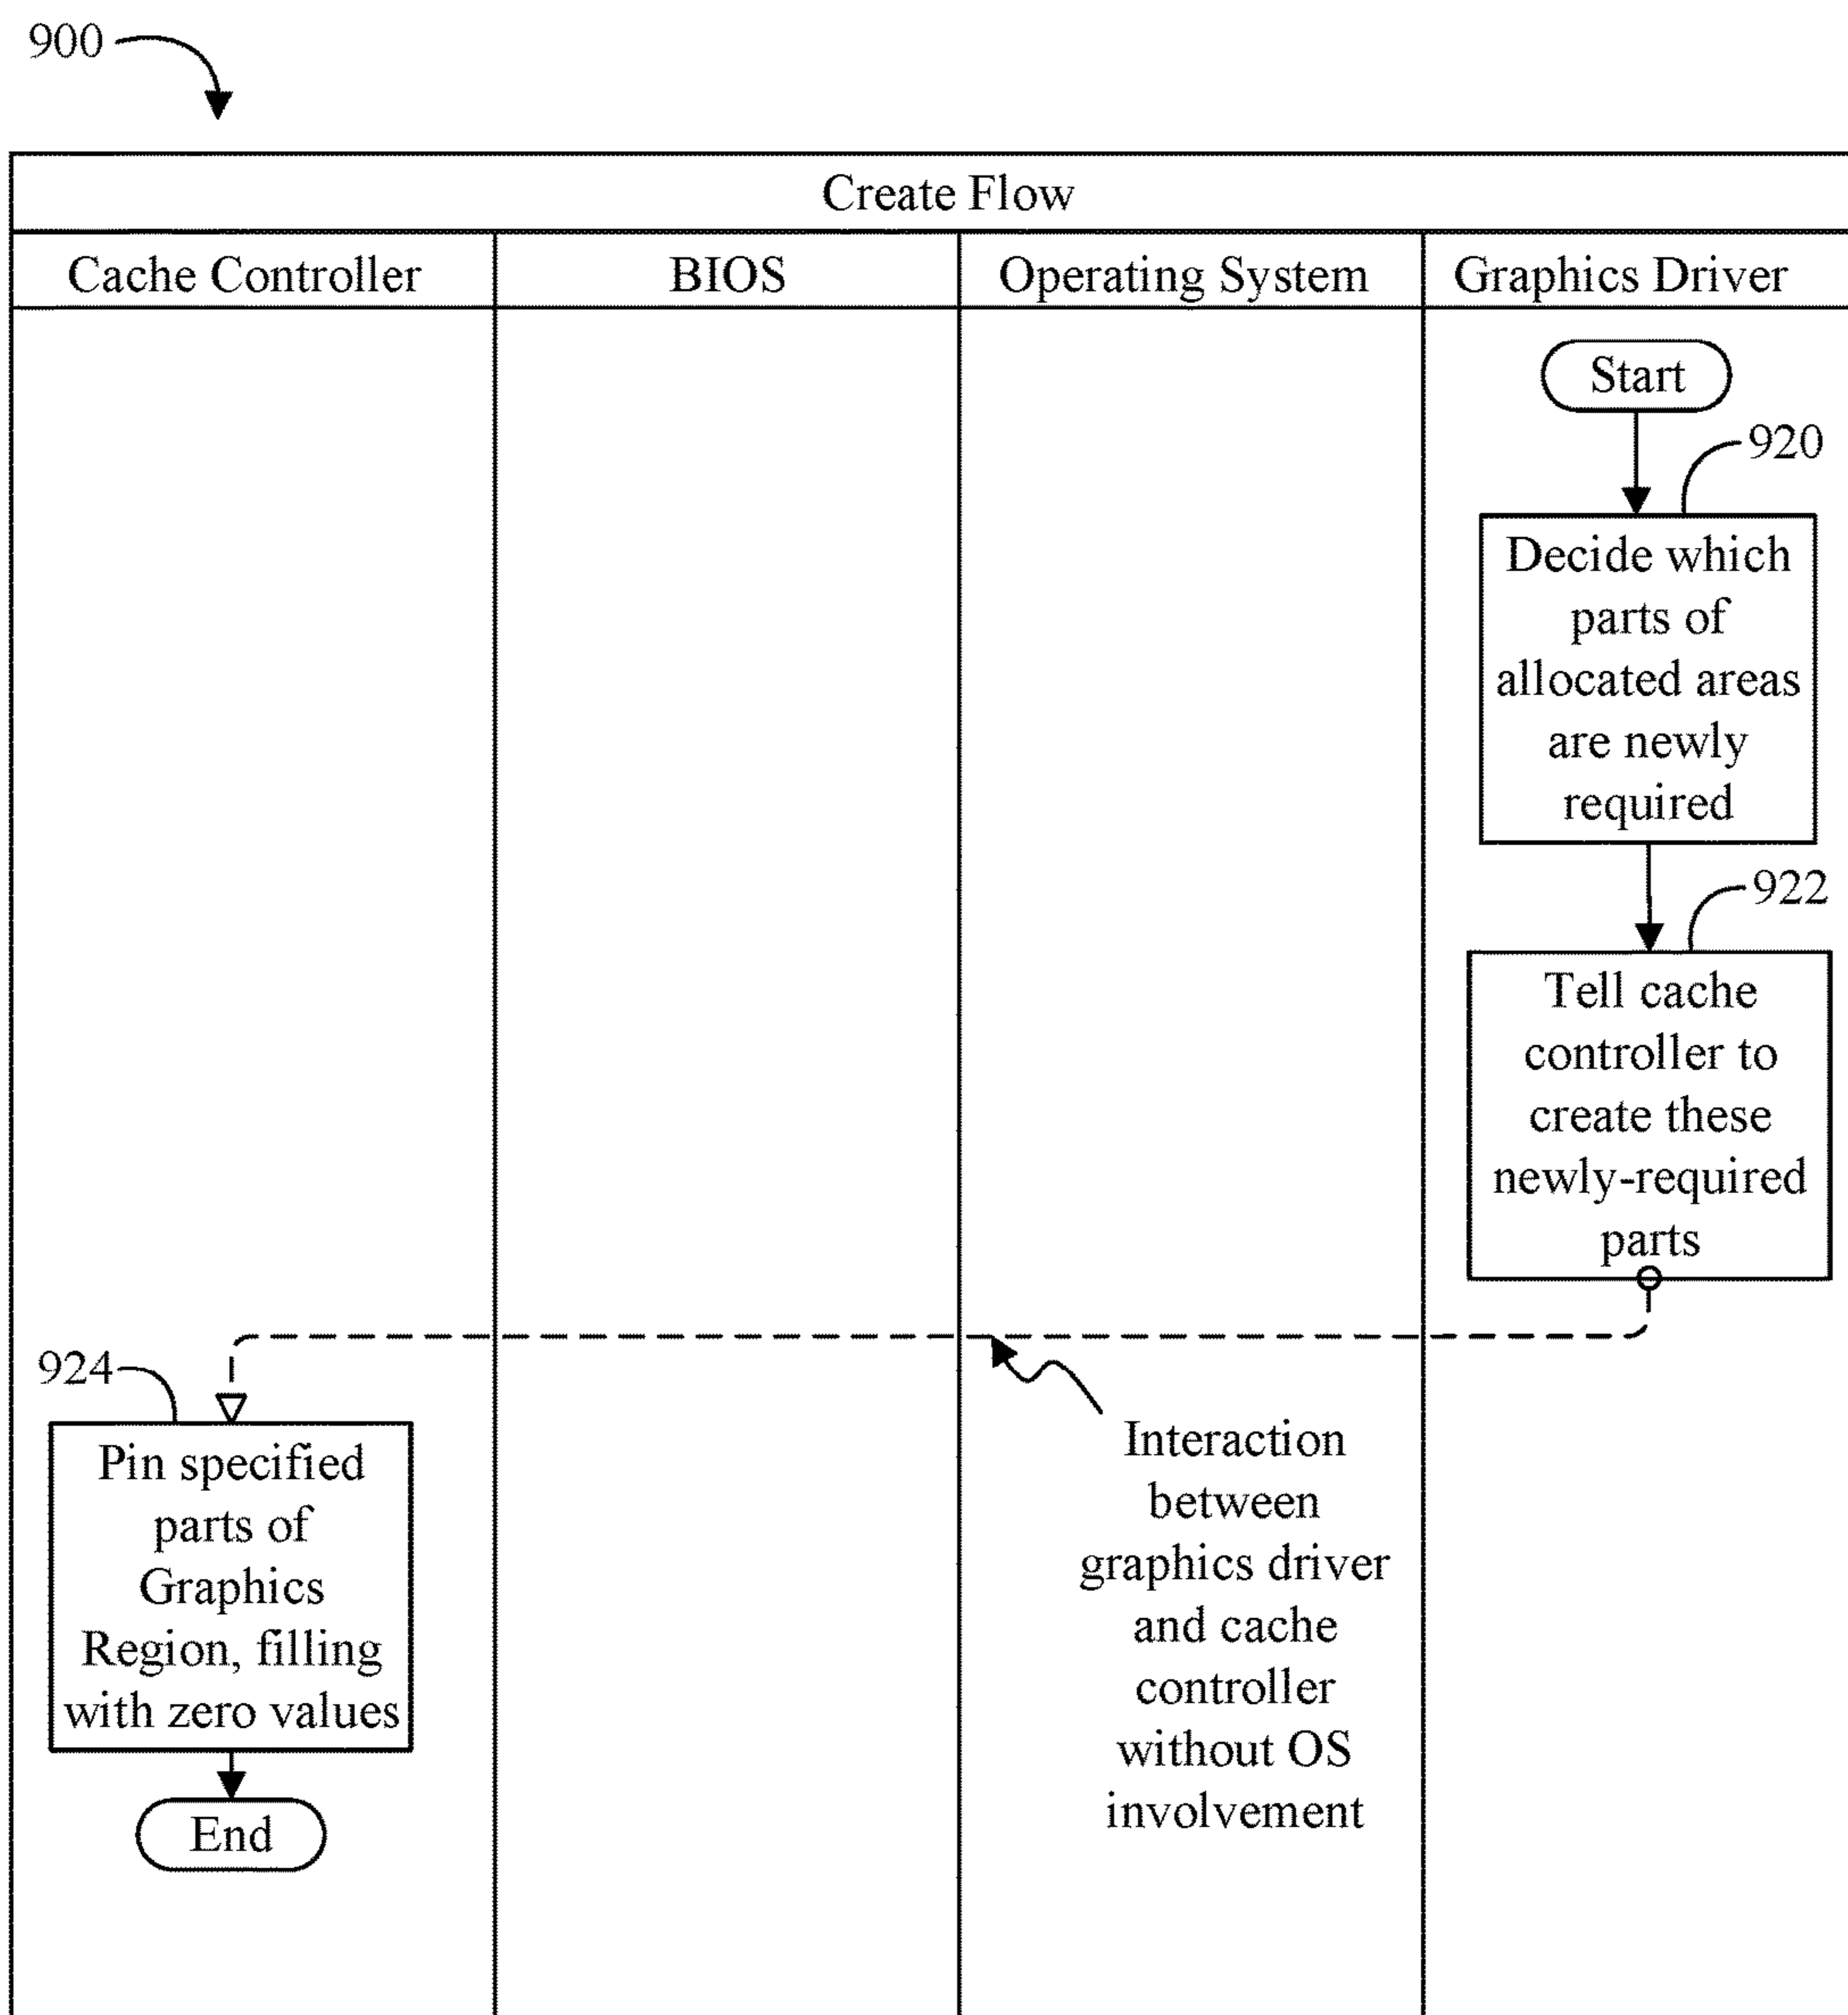 900
Create Flow
Cache Controller
BIOS
Operating System
Graphics Driver
Start
920
Decide which
parts of
allocated areas
are newly
required
922
Tell cache
controller to
create these
newly-required
parts
924
Pin specified
parts of
Graphics
Region, filling
with zero values
End
Interaction
between
graphics driver
and cache
controller
without OS
involvement